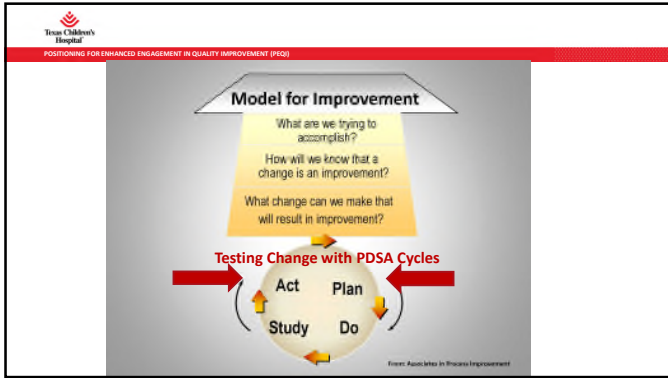 Texas Children's
Hospital
POSITIONING FOR ENHANCED ENGAGEMENT IN QUALITY IMPROVEMENT (PEQI)
Model for Improvement
What are we trying to
accomplish?
How will we know that a
change is an improvement?
What change can we make that
will result in improvement?
Testing Change with PDSA Cycles
Act Plan
Study Do
From: Associates in Process Improvement